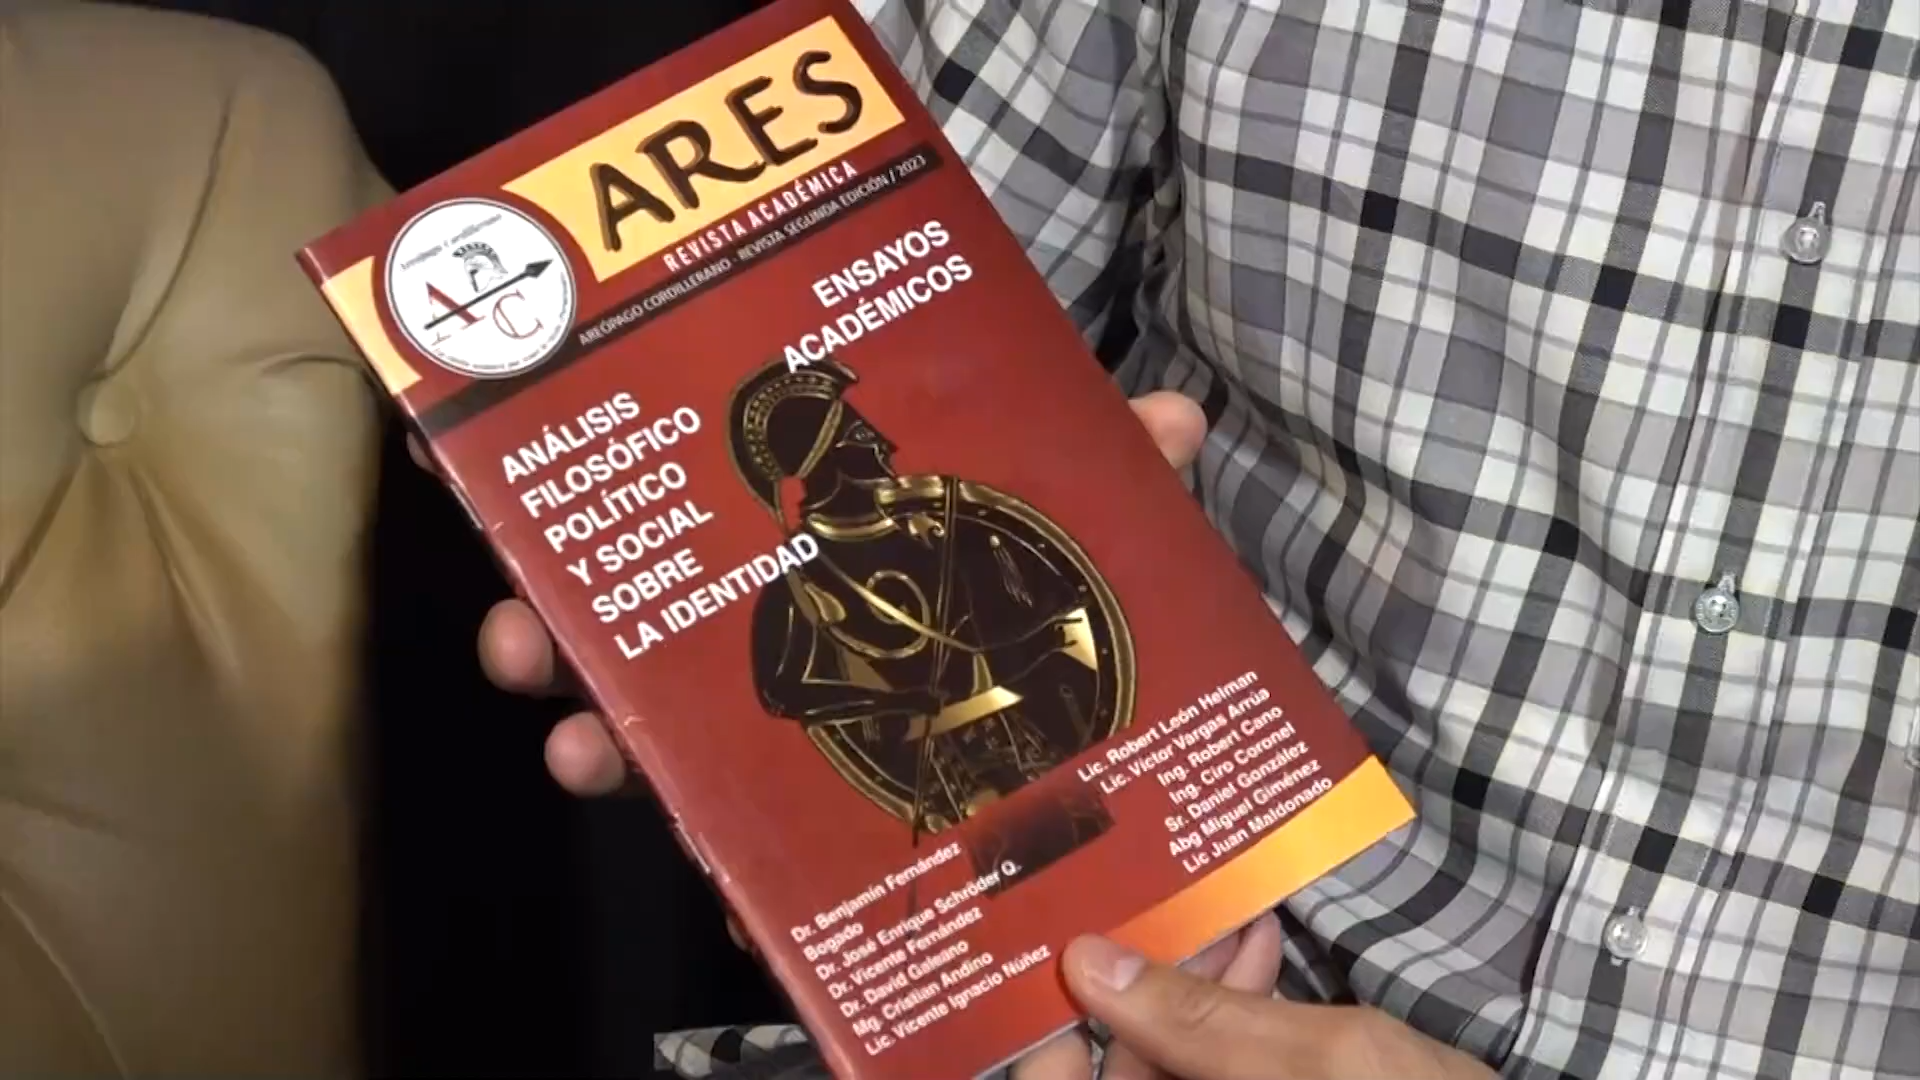 ARES
REVISTA ACADÉMICA
AREÓPAGO CORDILLERANO - REVISTA SEGUNDA EDICIÓN / 2023
Areópago Cordillerano
A
C
ENSAYOS
ACADÉMICOS
ANÁLISIS
FILOSÓFICO
POLÍTICO
Y SOCIAL
SOBRE
LA IDENTIDAD
Lic. Robert León Helman
Lic. Víctor Vargas Arrúa
Ing. Robert Cano
Ing. Ciro Coronel
Sr. Daniel González
Abg Miguel Giménez
Lic Juan Maldonado
Dr. Benjamín Fernández
Bogado
Dr. José Enrique Schröder Q.
Dr. Vicente Fernández
Dr. David Galeano
Mg. Cristian Andino
Lic. Vicente Ignacio Núñez